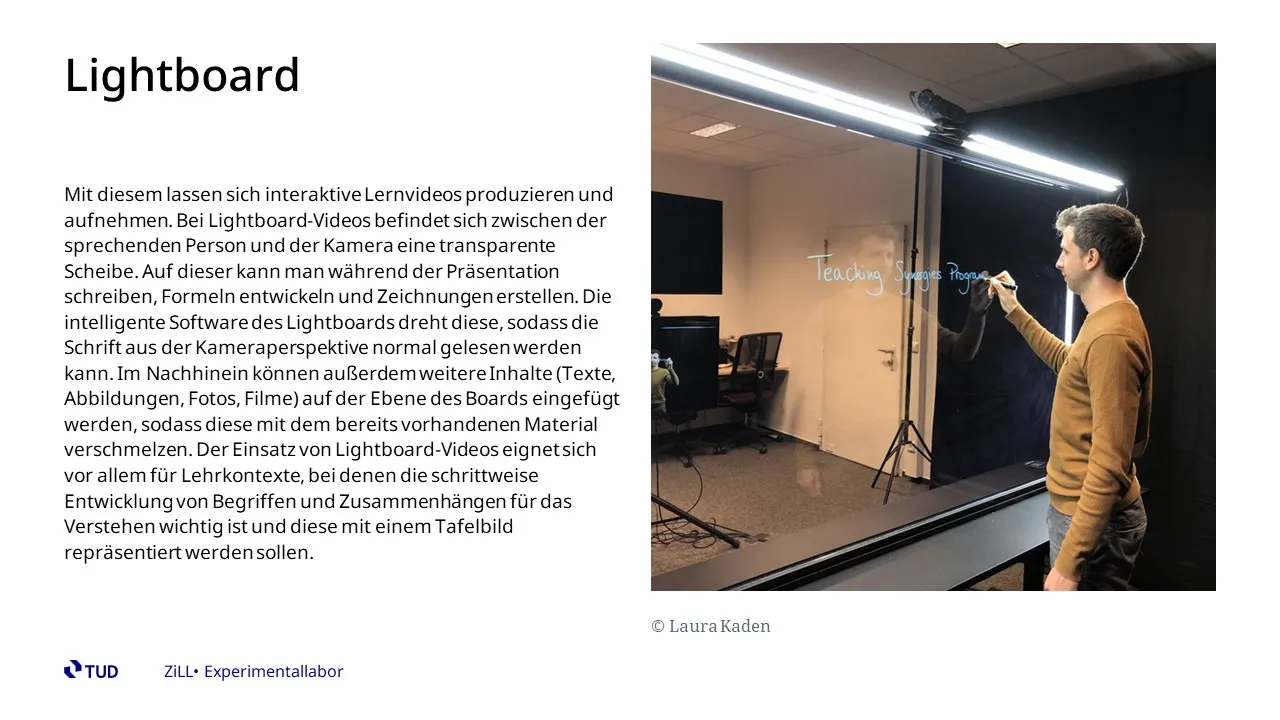 Lightboard
Mit diesem lassen sich interaktive Lernvideos produzieren und
aufnehmen. Bei Lightboard-Videos befindet sich zwischen der
sprechenden Person und der Kamera eine transparente
Scheibe. Auf dieser kann man während der Präsentation
schreiben, Formeln entwickeln und Zeichnungen erstellen. Die
intelligente Software des Lightboards dreht diese, sodass die
Schrift aus der Kameraperspektive normal gelesen werden
kann. Im Nachhinein können außerdem weitere Inhalte (Texte,
Abbildungen, Fotos, Filme) auf der Ebene des Boards eingefügt
werden, sodass diese mit dem bereits vorhandenen Material
verschmelzen. Der Einsatz von Lightboard-Videos eignet sich
vor allem für Lehrkontexte, bei denen die schrittweise
Entwicklung von Begriffen und Zusammenhängen für das
Verstehen wichtig ist und diese mit einem Tafelbild
repräsentiert werden sollen.
Teaching Synergies Program
© Laura Kaden
TUD
ZiLL• Experimentallabor